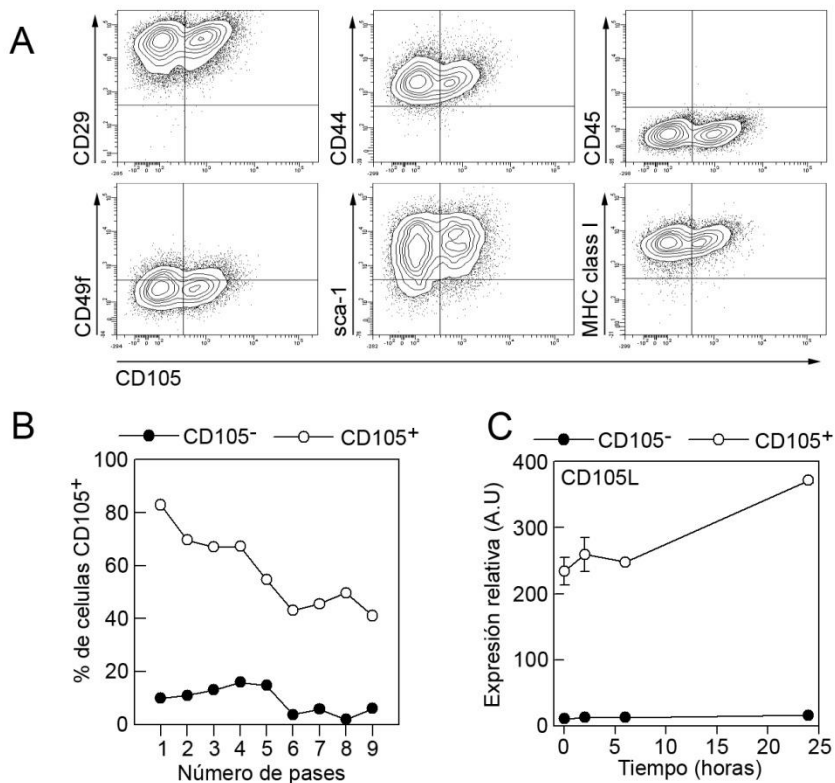 A
CD29
CD44
CD45
CD49f
sca-1
MHC class I
CD105
B
CD105- CD105+
% de celulas CD105+
100
80
60
40
20
0
1 2 3 4 5 6 7 8 9
Número de pases
C
CD105- CD105+
CD105L
Expresión relativa (A.U)
400
300
200
100
0
0 5 10 15 20 25
Tiempo (horas)